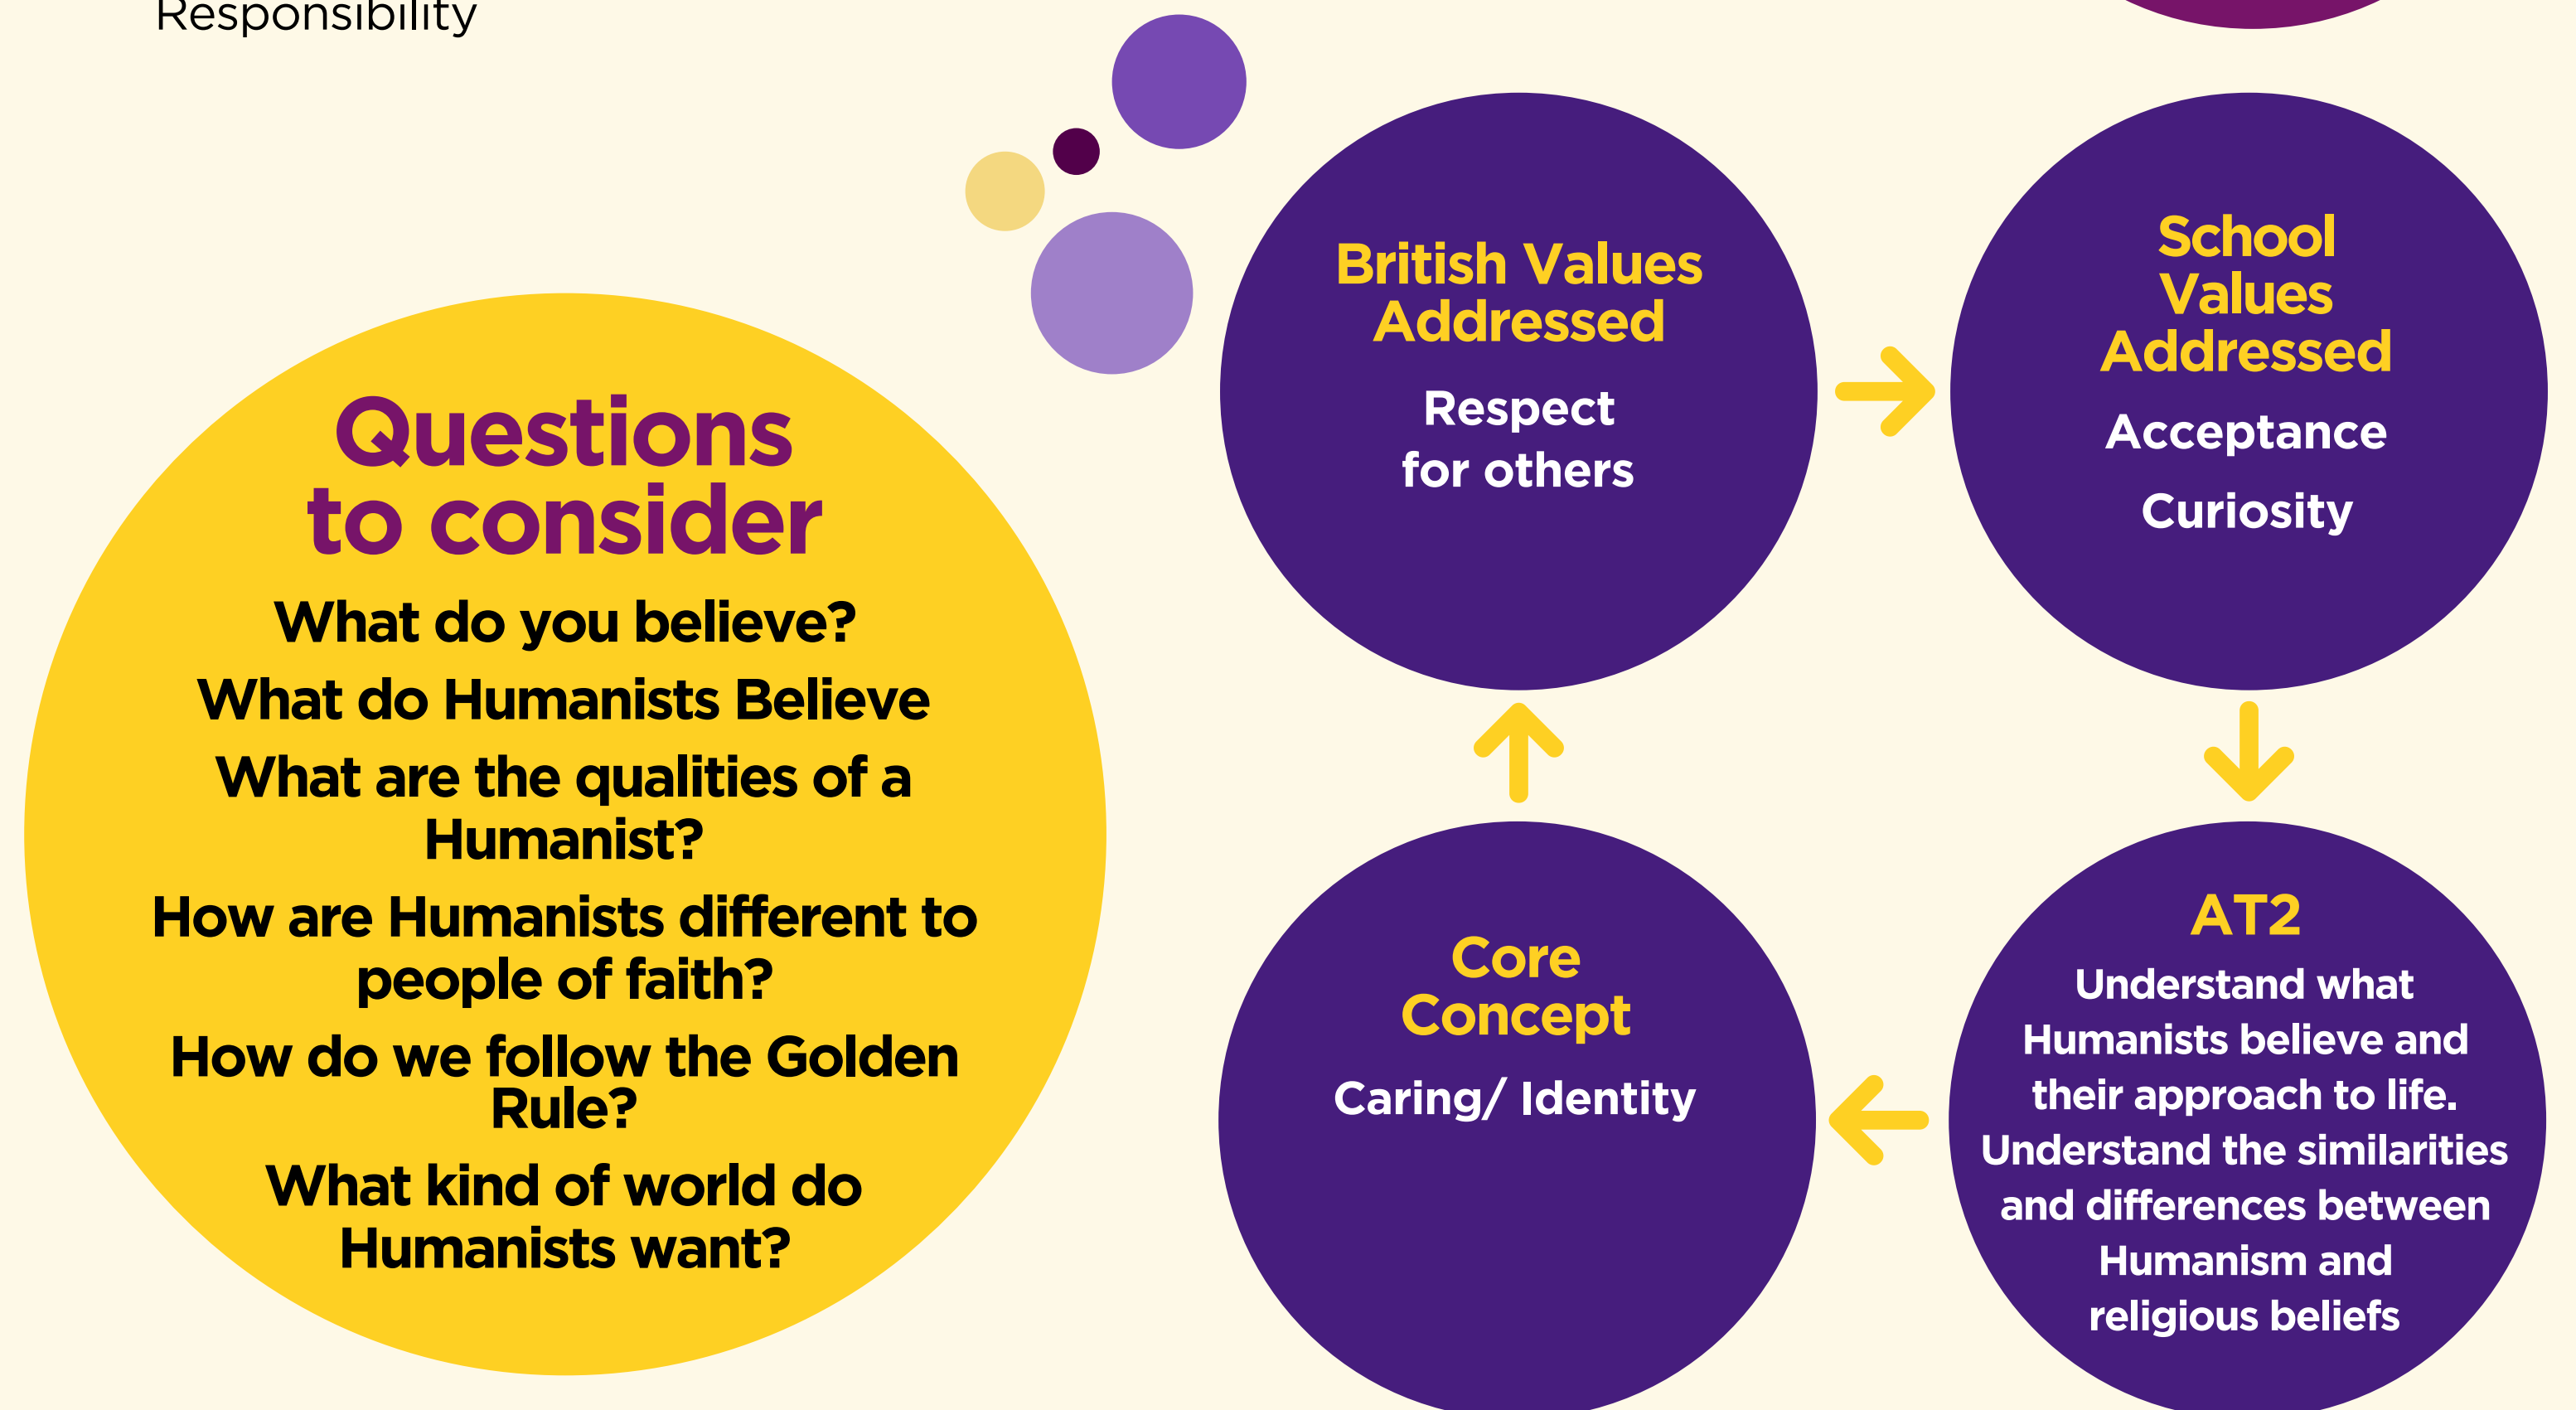 Responsibility
Questions
to consider
What do you believe?
What do Humanists Believe
What are the qualities of a
Humanist?
How are Humanists different to
people of faith?
How do we follow the Golden
Rule?
What kind of world do
Humanists want?
British Values
Addressed
Respect
for others
School
Values
Addressed
Acceptance
Curiosity
AT2
Understand what
Humanists believe and
their approach to life.
Understand the similarities
and differences between
Humanism and
religious beliefs
Core
Concept
Caring/ Identity